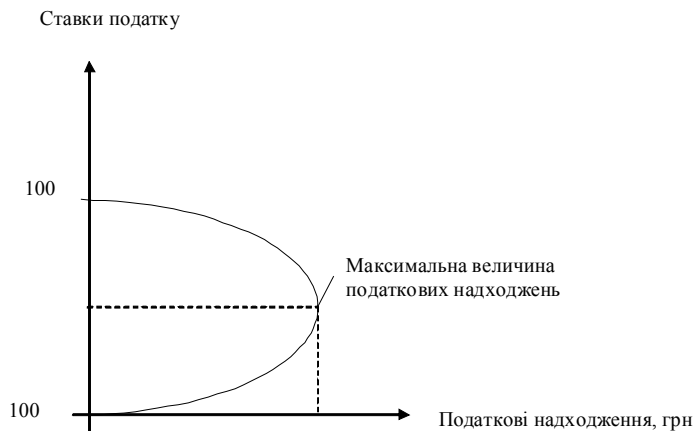 Ставки податку
100
Максимальна величина
податкових надходжень
100
Податкові надходження, грн